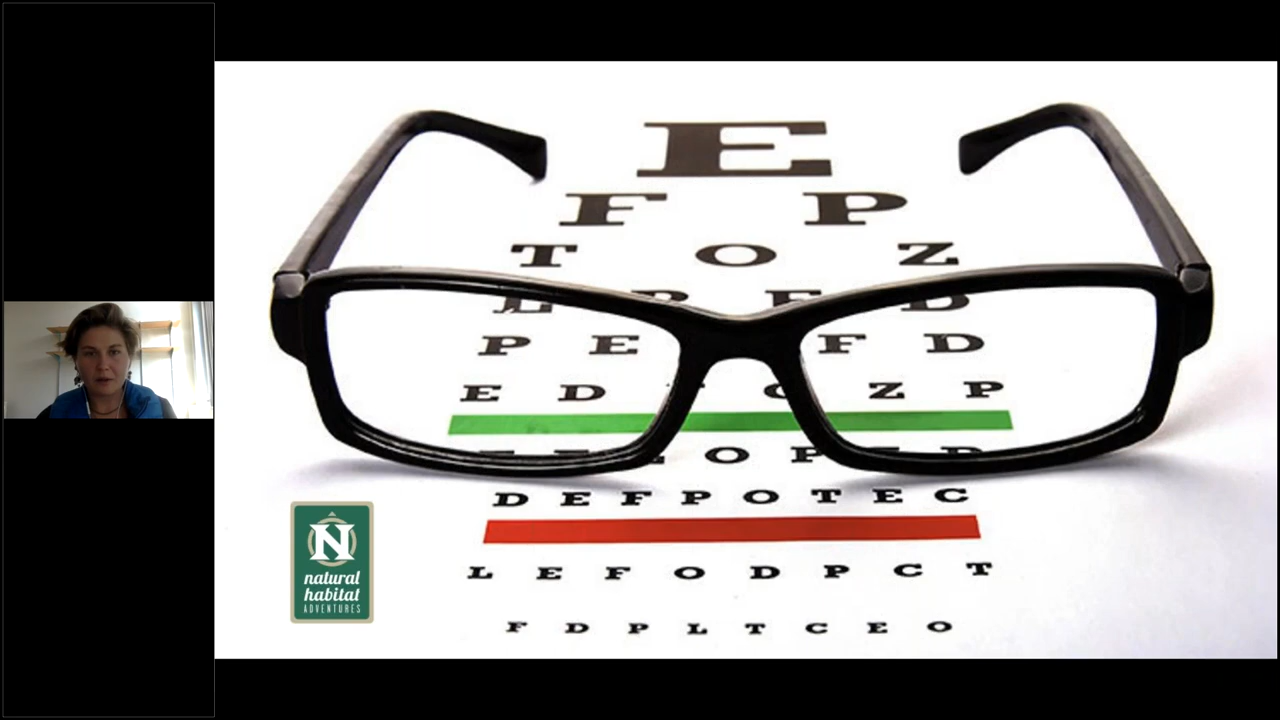 E
F P
T O Z
P E F D
E D Z P
O P
D E F P O T E C
L E F O D P C T
F D P L T C E O
N
natural
habitat
ADVENTURES